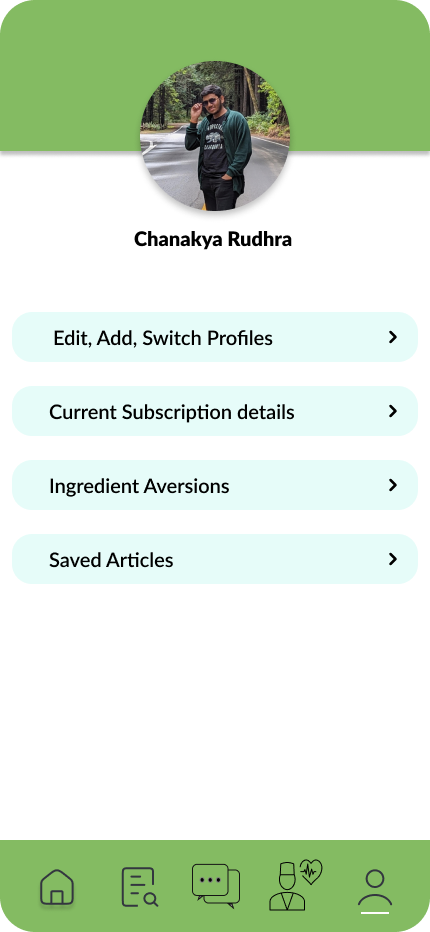 Chanakya Rudhra
Edit, Add, Switch Profiles
Current Subscription details
Ingredient Aversions
Saved Articles